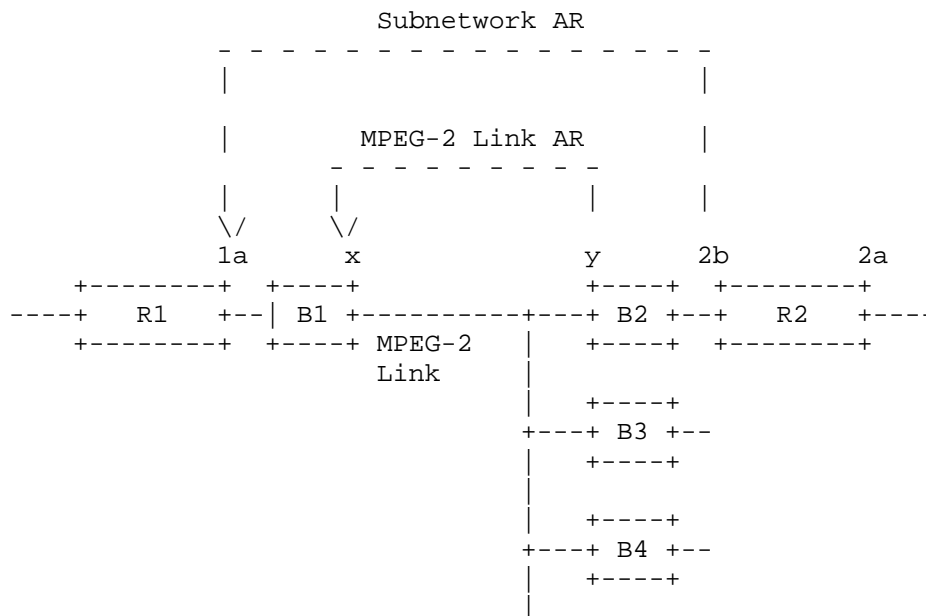 Subnetwork AR
MPEG-2 Link AR
1a x y 2b 2a
R1 B1 B2 R2
MPEG-2
Link
B3
B4